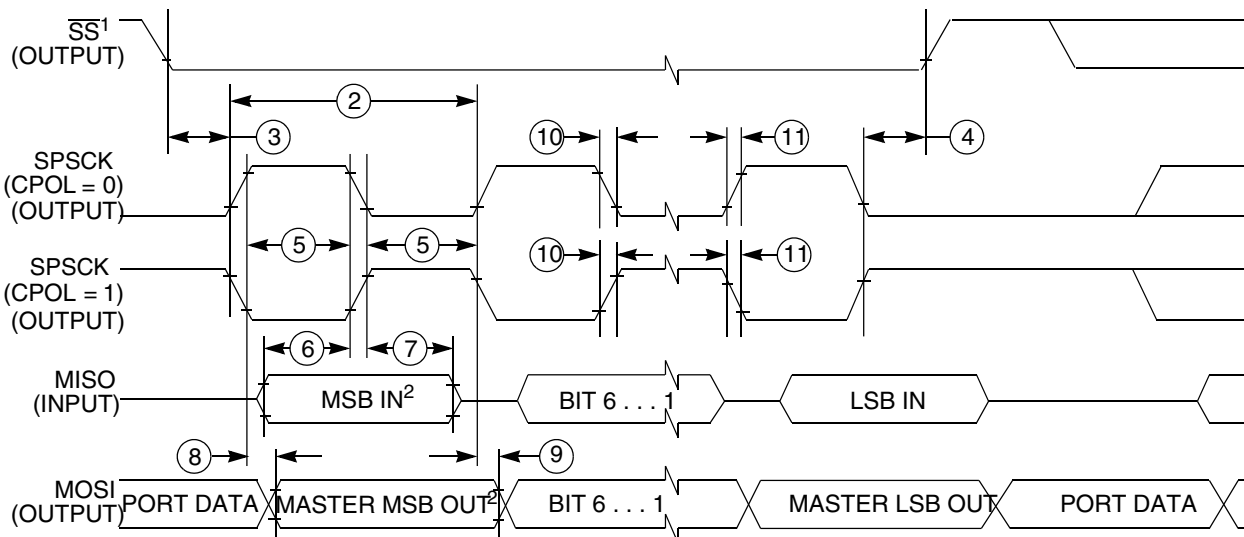 SS1
(OUTPUT)
2
3
10
11
4
SPSCK
(CPOL = 0)
(OUTPUT)
5
5
SPSCK
(CPOL = 1)
(OUTPUT)
10
11
6
7
MISO
(INPUT)
MSB IN2
BIT 6 . . . 1
LSB IN
8
9
MOSI
(OUTPUT)
PORT DATA
MASTER MSB OUT2
BIT 6 . . . 1
MASTER LSB OUT
PORT DATA